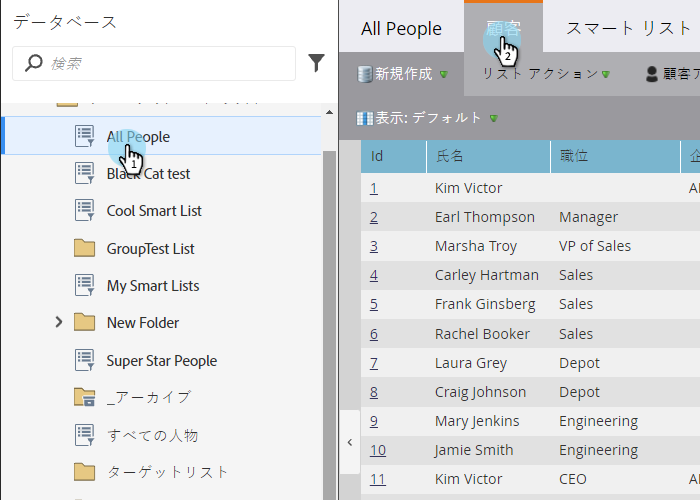 データベース
検索
All People
Black Cat test
Cool Smart List
GroupTest List
My Smart Lists
New Folder
Super Star People
_アーカイブ
すべての人物
ターゲットリスト
All People
顧客
スマート リスト
新規作成
リスト アクション
顧客ア
表示: デフォルト
Id 氏名 職位 企
1 Kim Victor
2 Earl Thompson Manager
3 Marsha Troy VP of Sales
4 Carley Hartman Sales
5 Frank Ginsberg Sales
6 Rachel Booker Sales
7 Laura Grey Depot
8 Craig Johnson Depot
9 Mary Jenkins Engineering
10 Jamie Smith Engineering
11 Kim Victor CEO
1
2